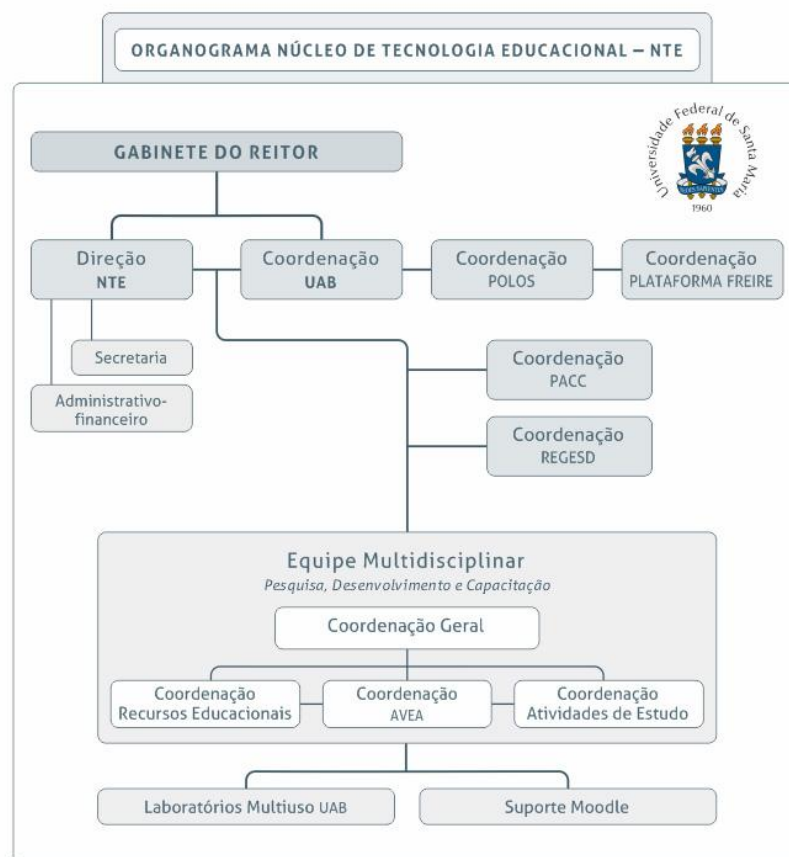 ORGANOGRAMA NÚCLEO DE TECNOLOGIA EDUCACIONAL – NTE
Universidade Federal de Santa Maria
1960
GABINETE DO REITOR
Direção
NTE
Coordenação
UAB
Coordenação
POLOS
Coordenação
PLATAFORMA FREIRE
Secretaria
Administrativo-
financeiro
Coordenação
PACC
Coordenação
REGESD
Equipe Multidisciplinar
Pesquisa, Desenvolvimento e Capacitação
Coordenação Geral
Coordenação
Recursos Educacionais
Coordenação
AVEA
Coordenação
Atividades de Estudo
Laboratórios Multiuso UAB
Suporte Moodle